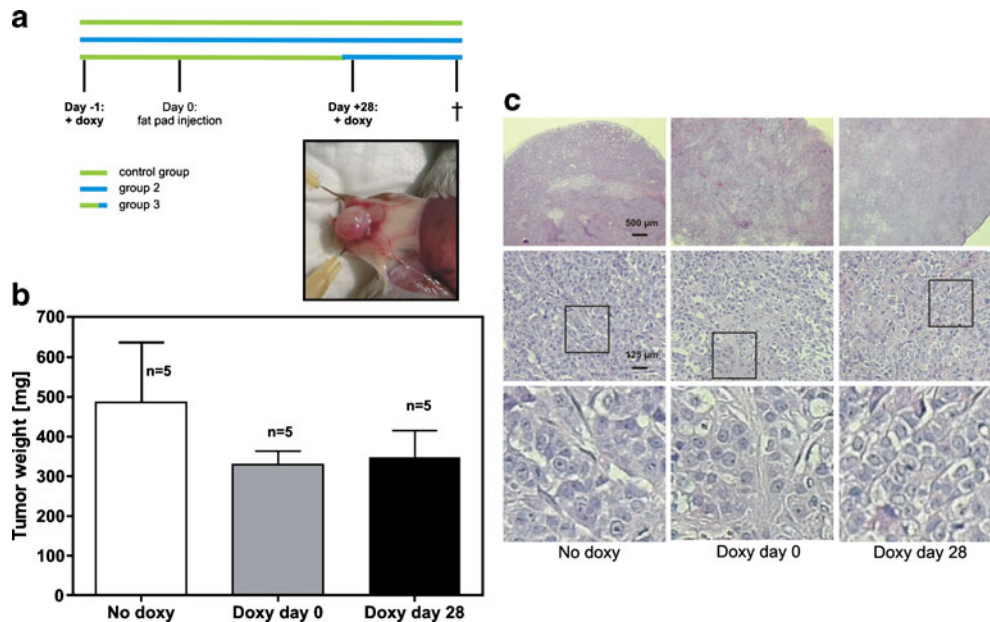 a
Day -1:
+ doxy
Day 0:
fat pad injection
Day +28:
+ doxy
†
control group
group 2
group 3
b
Tumor weight [mg]
700
600
500
400
300
200
100
0
n=5
n=5
n=5
No doxy
Doxy day 0
Doxy day 28
c
500 µm
125 µm
No doxy
Doxy day 0
Doxy day 28